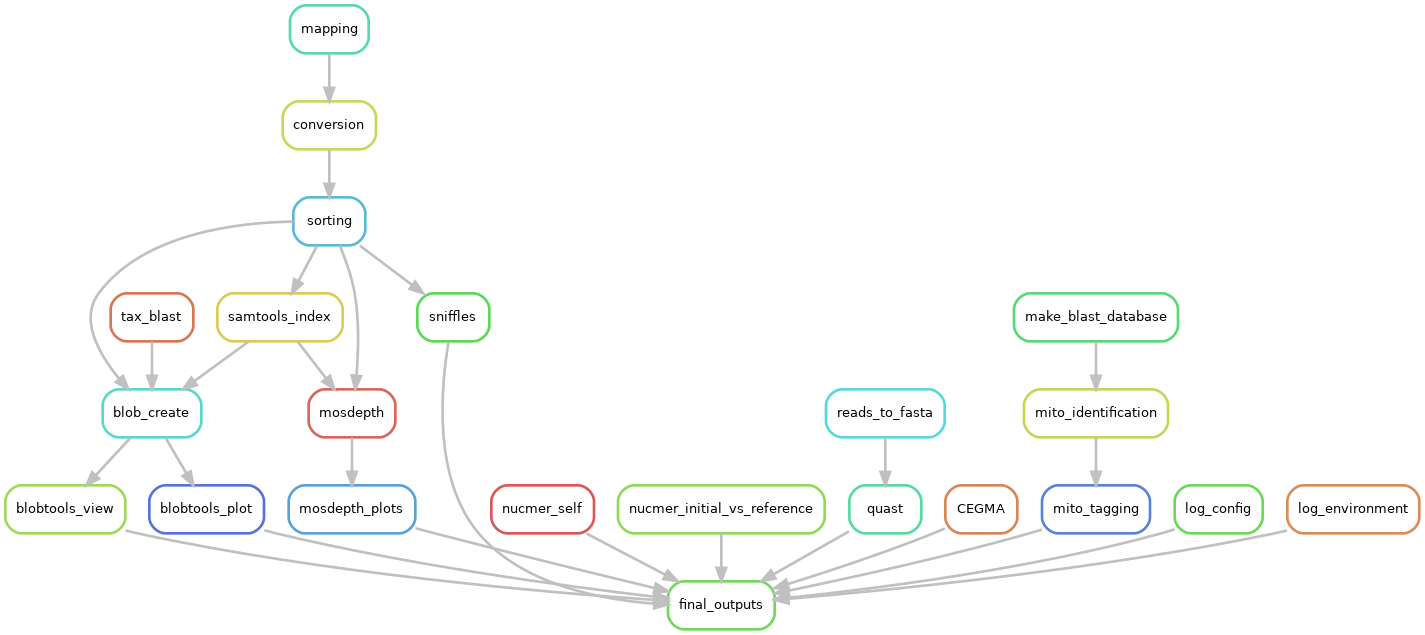 mapping
conversion
sorting
tax_blast
samtools_index
sniffles
make_blast_database
blob_create
mosdepth
reads_to_fasta
mito_identification
blobtools_view
blobtools_plot
mosdepth_plots
nucmer_self
nucmer_initial_vs_reference
quast
CEGMA
mito_tagging
log_config
log_environment
final_outputs